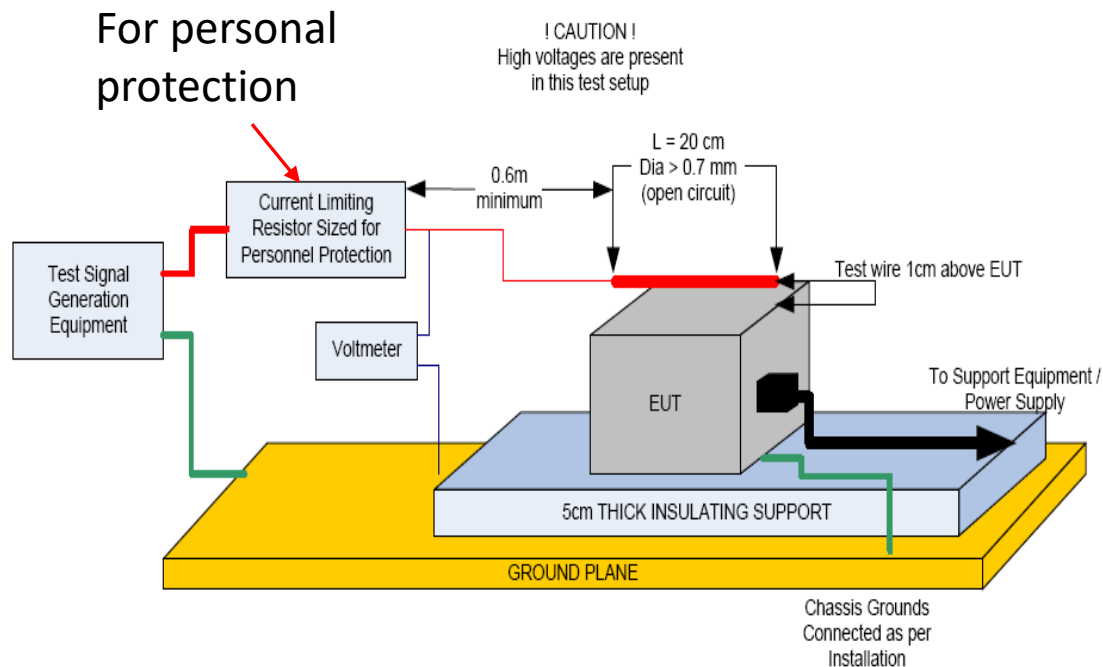 For personal
protection
! CAUTION !
High voltages are present
in this test setup
L = 20 cm
Dia > 0.7 mm
(open circuit)
0.6m
minimum
Current Limiting
Resistor Sized for
Personnel Protection
Test Signal
Generation
Equipment
Test wire 1cm above EUT
Voltmeter
EUT
To Support Equipment /
Power Supply
5cm THICK INSULATING SUPPORT
GROUND PLANE
Chassis Grounds
Connected as per
Installation